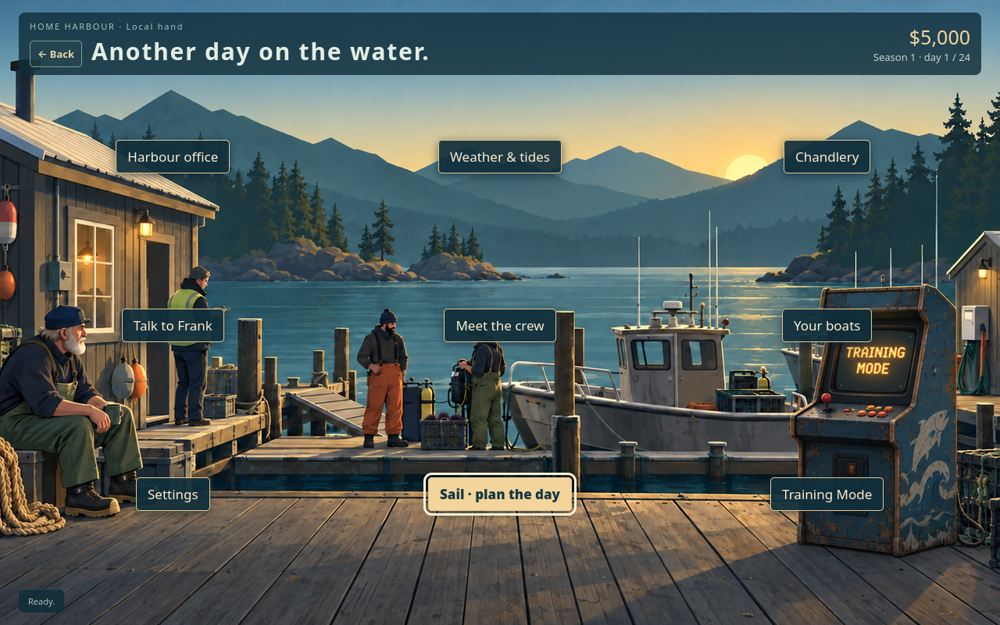 HOME HARBOUR · Local hand
← Back
Another day on the water.
$5,000
Season 1 · day 1 / 24
Harbour office
Weather & tides
Chandlery
Talk to Frank
Meet the crew
Your boats
TRAINING
MODE
Settings
Sail · plan the day
Training Mode
Ready.